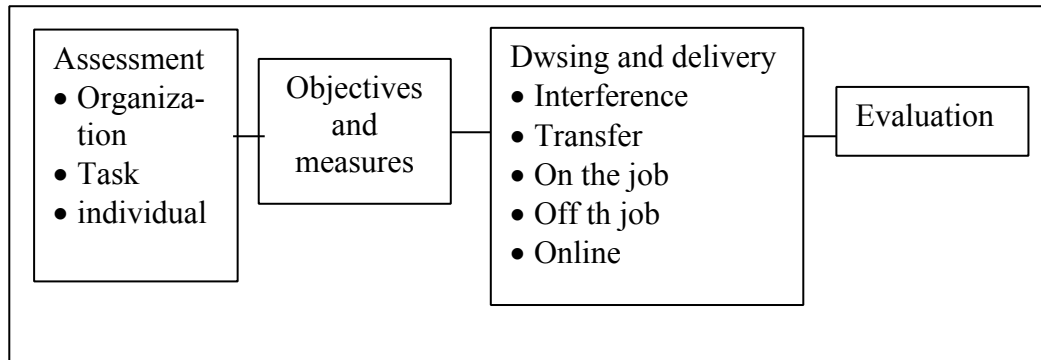 Assessment
• Organiza-
tion
• Task
• individual
Objectives
and
measures
Dwsing and delivery
• Interference
• Transfer
• On the job
• Off th job
• Online
Evaluation